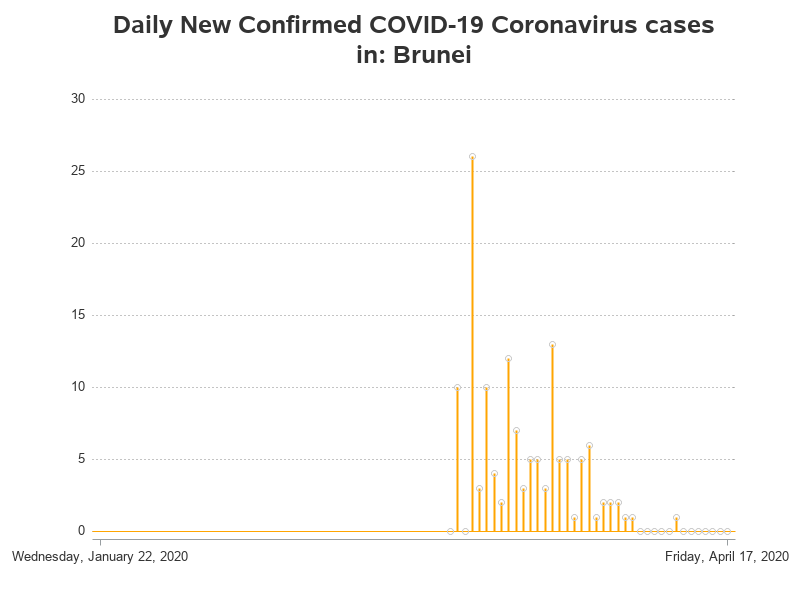 Daily New Confirmed COVID-19 Coronavirus cases
in: Brunei
30
25
20
15
10
5
0
Wednesday, January 22, 2020 Friday, April 17, 2020